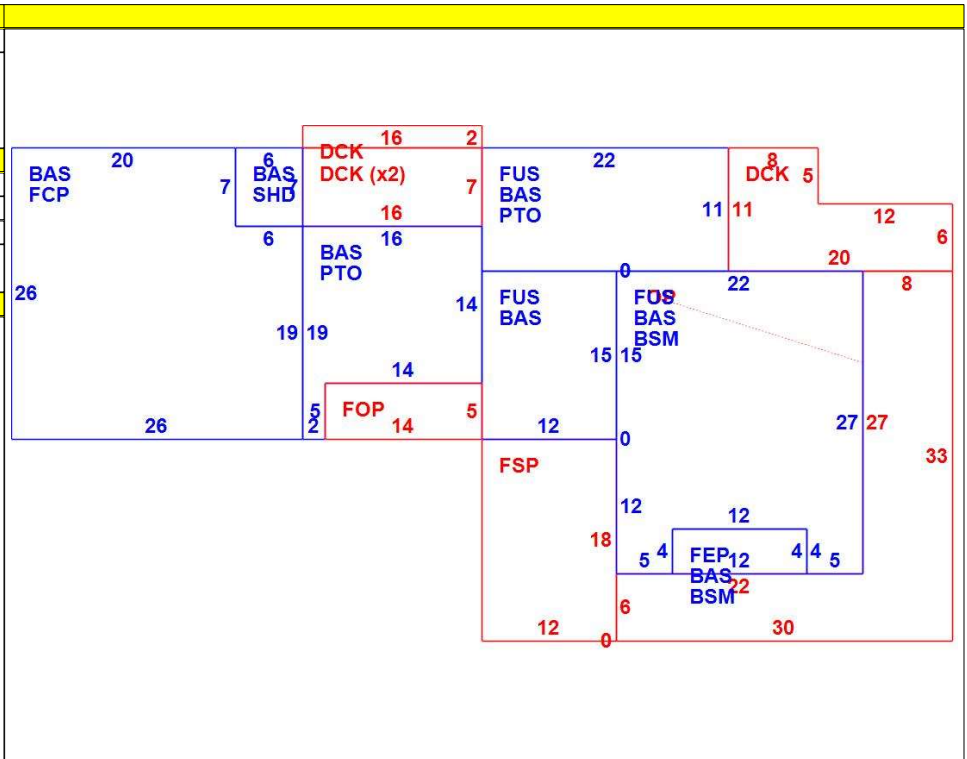 16 2
DCK
20 6 DCK (x2) 22 8
BAS BAS FUS DCK 5
FCP 7 SHD 7 7 BAS
PTO
16 11 11 12
6 16 6
BAS 20
PTO 0
22 8
26 14 FUS FUS
BAS BAS
BSM
19 19 15 15
14
5 FOP 5
2 14 27 27
26 12 0
33
FSP
12
12
18
5 4 FEP 12 4 4 5
BAS 22
BSM
6
12 0 30